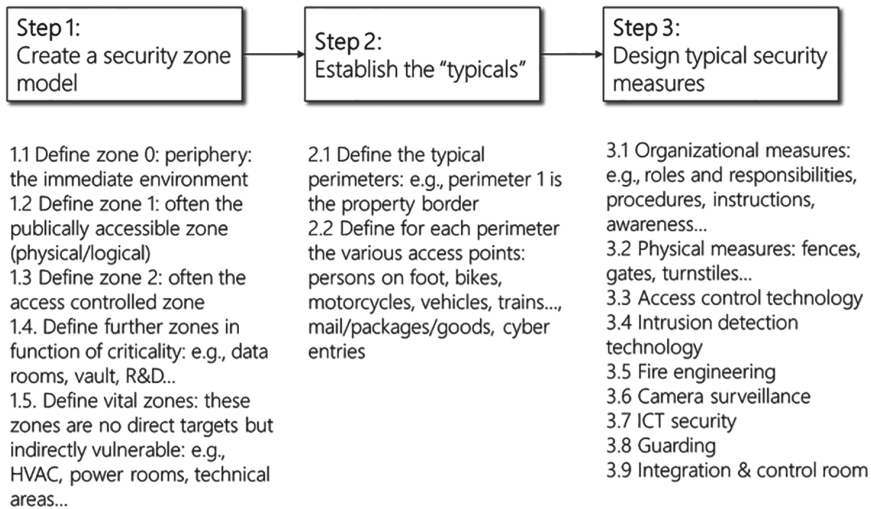 Step 1:
Create a security zone
model
Step 2:
Establish the “typicals”
Step 3:
Design typical security
measures
1.1 Define zone 0: periphery:
the immediate environment
1.2 Define zone 1: often the
publically accessible zone
(physical/logical)
1.3 Define zone 2: often the
access controlled zone
1.4. Define further zones in
function of criticality: e.g., data
rooms, vault, R&D...
1.5. Define vital zones: these
zones are no direct targets but
indirectly vulnerable: e.g.,
HVAC, power rooms, technical
areas...
2.1 Define the typical
perimeters: e.g., perimeter 1 is
the property border
2.2 Define for each perimeter
the various access points:
persons on foot, bikes,
motorcycles, vehicles, trains...,
mail/packages/goods, cyber
entries
3.1 Organizational measures:
e.g., roles and responsibilities,
procedures, instructions,
awareness...
3.2 Physical measures: fences,
gates, turnstiles...
3.3 Access control technology
3.4 Intrusion detection
technology
3.5 Fire engineering
3.6 Camera surveillance
3.7 ICT security
3.8 Guarding
3.9 Integration & control room